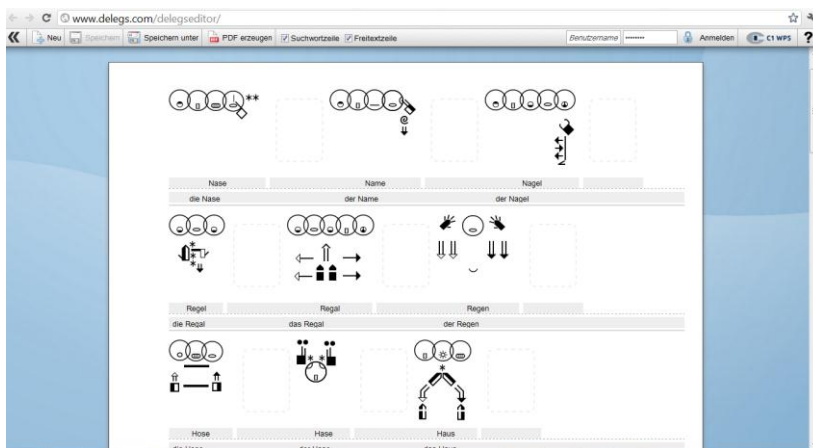 www.delegs.com/delegseditor/
Neu Speichern Speichern unter PDF erzeugen Suchwortzeile Freitextzeile Benutzername •••••••• Anmelden C1 WPS ?
Nase Name Nagel
die Nase der Name der Nagel
Regel Regal Regen
die Regal das Regal der Regen
Hose Hase Haus